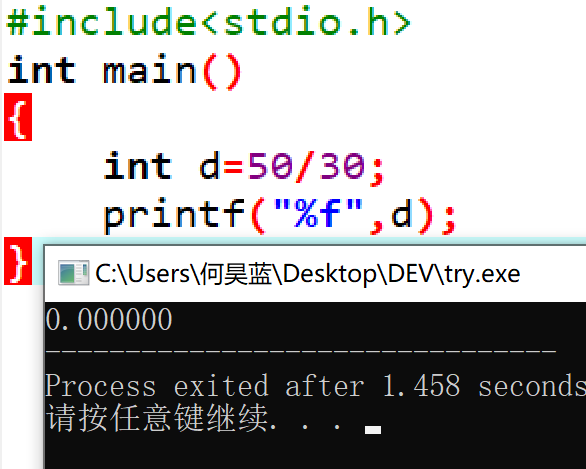 #include<stdio.h>
int main()
{
int d=50/30;
printf("%f",d);
}
C:\Users\何昊蓝\Desktop\DEV\try.exe
0.000000
--------------------------------
Process exited after 1.458 seconds
请按任意键继续. . .